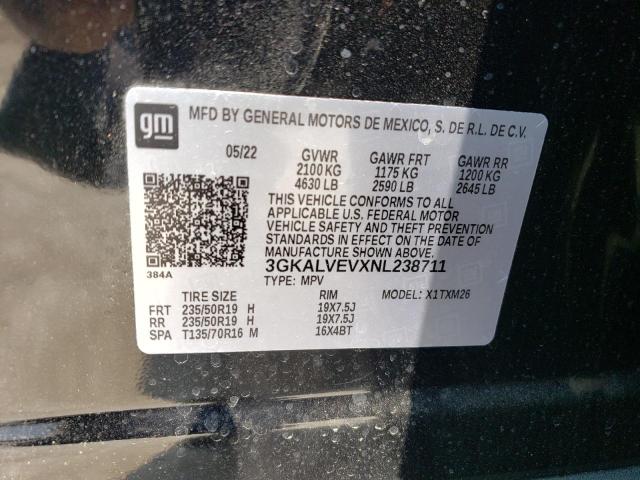 gm
MFD BY GENERAL MOTORS DE MEXICO, S. DE R.L. DE C.V.
05/22 GVWR GAWR FRT GAWR RR
2100 KG 1175 KG 1200 KG
4630 LB 2590 LB 2645 LB
THIS VEHICLE CONFORMS TO ALL
APPLICABLE U.S. FEDERAL MOTOR
VEHICLE SAFETY AND THEFT
PREVENTION STANDARDS IN EFFECT
ON THE DATE OF MANUFACTURE
SHOWN ABOVE.
3GKALVEVXNL238711
384A TYPE: MPV
TIRE SIZE RIM MODEL: X1TXM26
FRT 235/50R19 H 19X7.5J
RR 235/50R19 H 19X7.5J
SPA T135/70R16 M 16X4BT